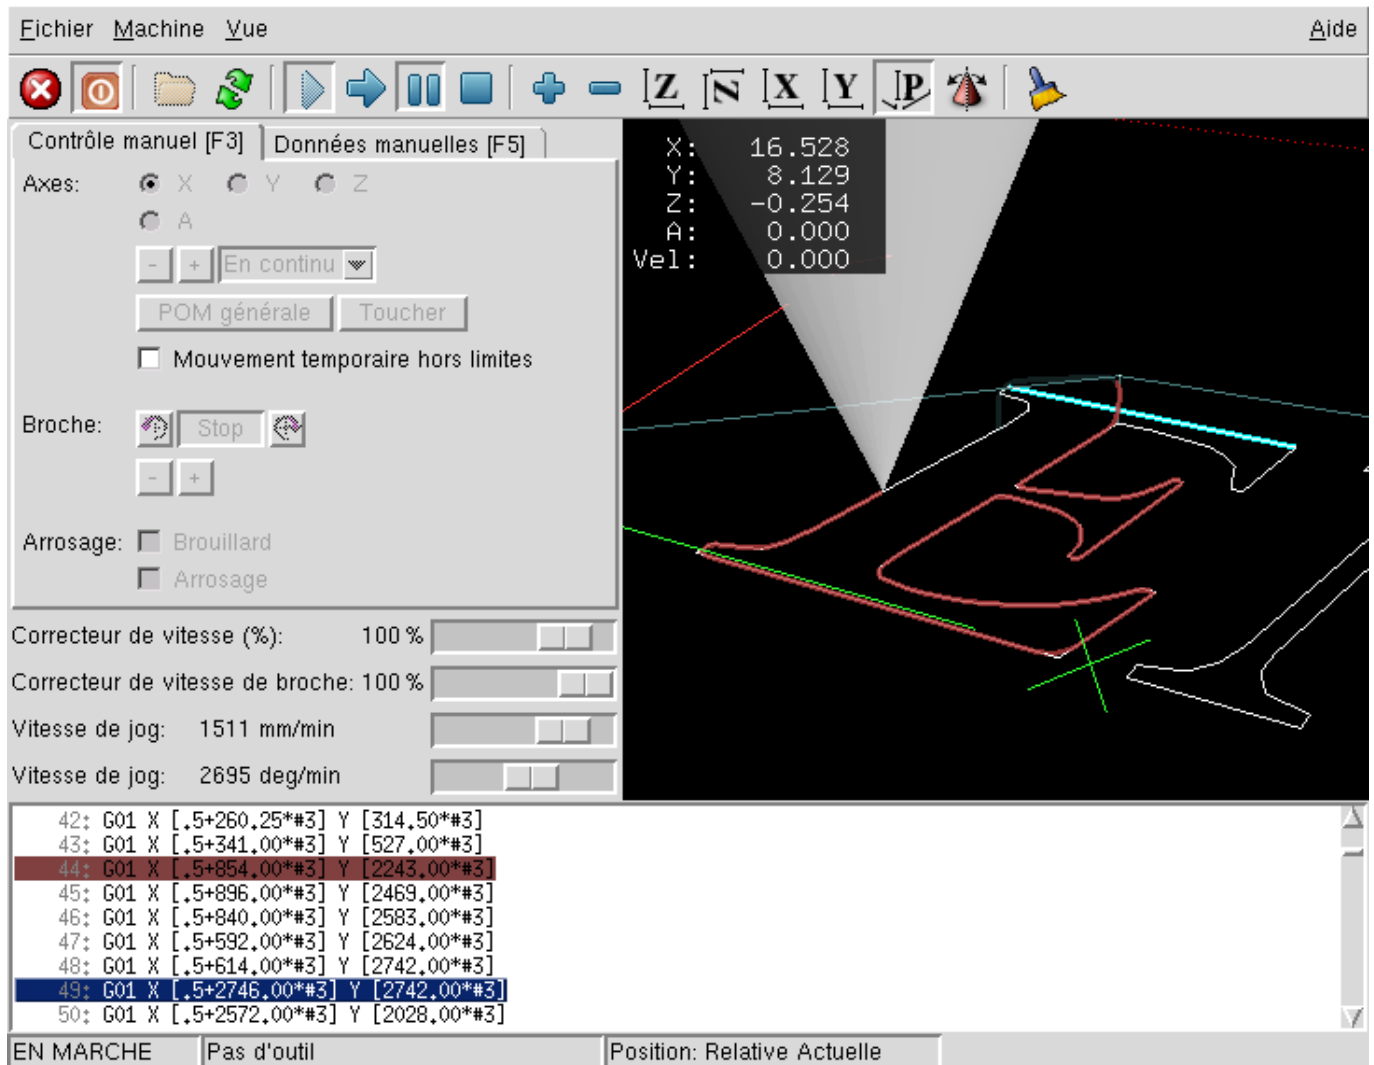 Fichier Machine Vue Aide
Z N X Y P
Contrôle manuel [F3] Données manuelles [F5]
Axes: X Y Z
A
- + En continu
POM générale Toucher
Mouvement temporaire hors limites
Broche: Stop
- +
Arrosage: Brouillard
Arrosage
Correcteur de vitesse (%): 100 %
Correcteur de vitesse de broche: 100 %
Vitesse de jog: 1511 mm/min
Vitesse de jog: 2695 deg/min
X: 16.528
Y: 8.129
Z: -0.254
A: 0.000
Vel: 0.000
42: G01 X [.5+260.25*#3] Y [314.50*#3]
43: G01 X [.5+341.00*#3] Y [527.00*#3]
44: G01 X [.5+854.00*#3] Y [2243.00*#3]
45: G01 X [.5+896.00*#3] Y [2469.00*#3]
46: G01 X [.5+840.00*#3] Y [2583.00*#3]
47: G01 X [.5+592.00*#3] Y [2624.00*#3]
48: G01 X [.5+614.00*#3] Y [2742.00*#3]
49: G01 X [.5+2746.00*#3] Y [2742.00*#3]
50: G01 X [.5+2572.00*#3] Y [2028.00*#3]
EN MARCHE Pas d'outil Position: Relative Actuelle